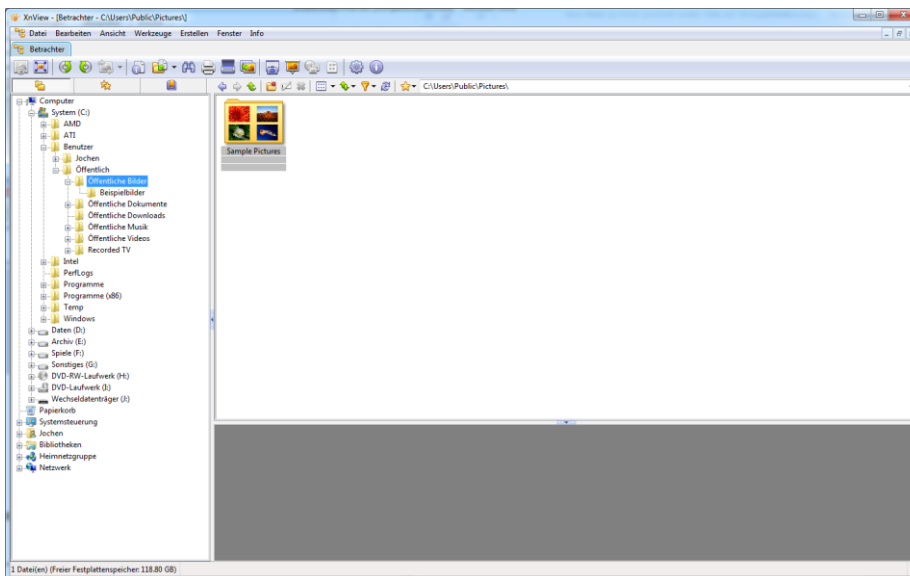 XnView - [Betrachter - C:\Users\Public\Pictures\]
Datei Bearbeiten Ansicht Werkzeuge Erstellen Fenster Info
Betrachter
C:\Users\Public\Pictures\
Computer
System (C:)
AMD
ATI
Benutzer
Jochen
Öffentlich
Öffentliche Bilder
Beispielbilder
Öffentliche Dokumente
Öffentliche Downloads
Öffentliche Musik
Öffentliche Videos
Recorded TV
Intel
PerfLogs
Programme
Programme (x86)
Temp
Windows
Daten (D:)
Archiv (E:)
Spiele (F:)
Sonstiges (G:)
DVD-RW-Laufwerk (H:)
DVD-Laufwerk (I:)
Wechseldatenträger (J:)
Papierkorb
Systemsteuerung
Jochen
Bibliotheken
Heimnetzgruppe
Netzwerk
Sample Pictures
1 Datei(en) (Freier Festplattenspeicher: 118.80 GB)